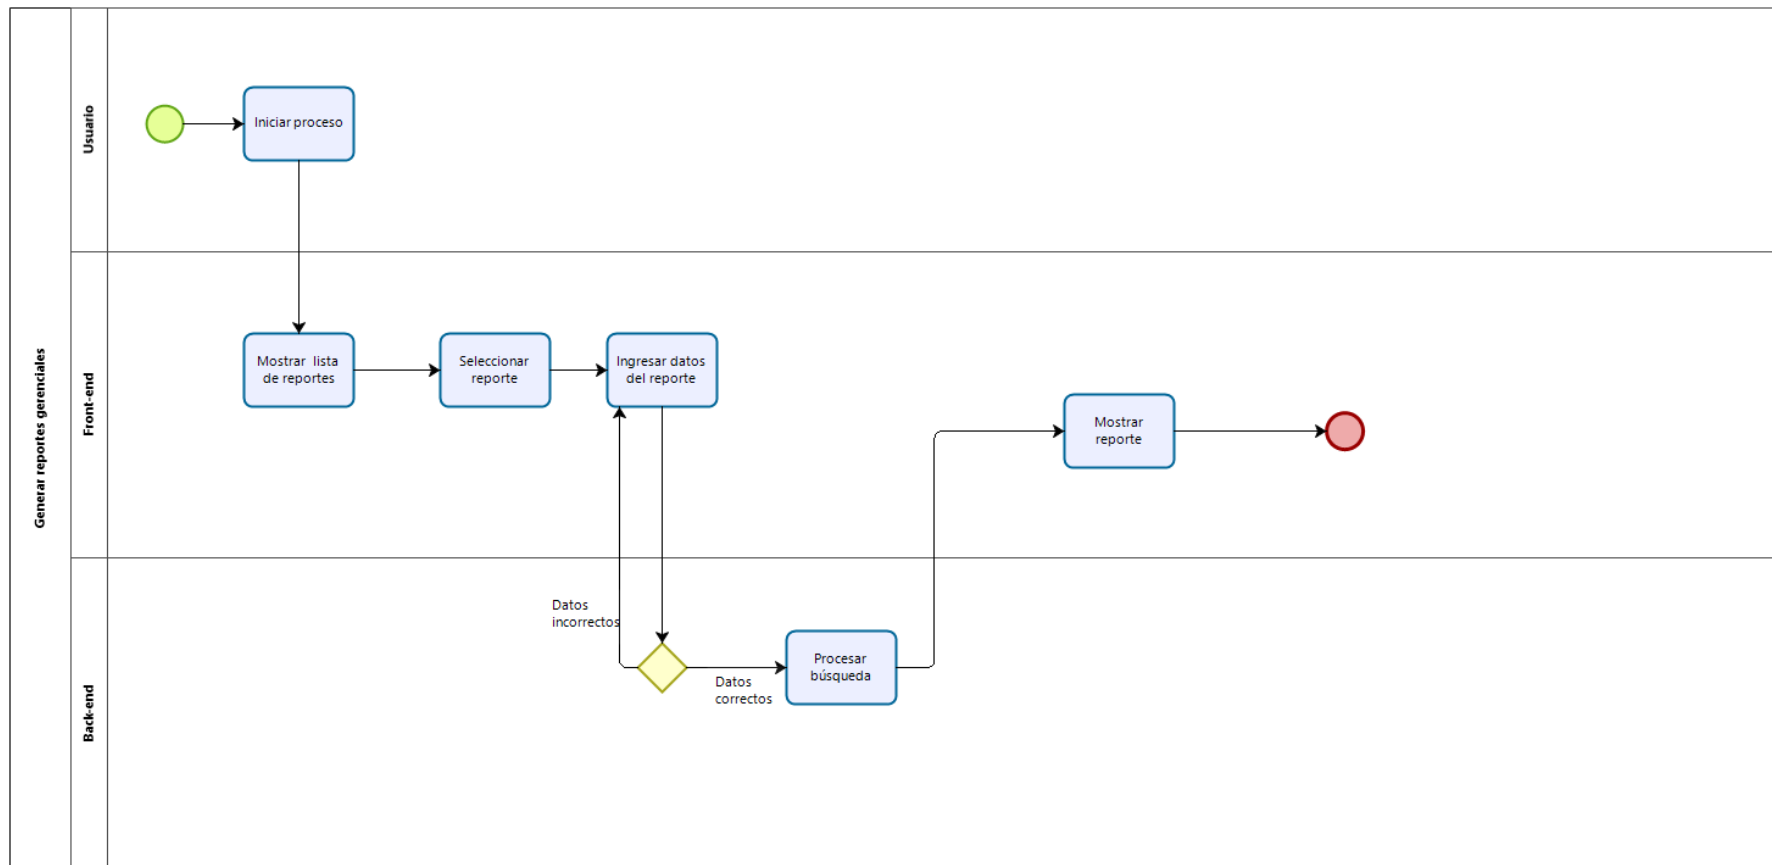 Generar reportes gerenciales
Usuario
Iniciar proceso
Front-end
Mostrar lista
de reportes
Seleccionar
reporte
Ingresar datos
del reporte
Mostrar
reporte
Back-end
Datos
incorrectos
Datos
correctos
Procesar
búsqueda